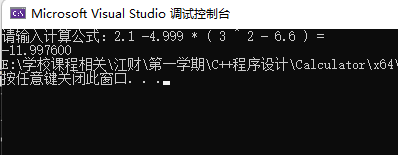 Microsoft Visual Studio 调试控制台
请输入计算公式: 2.1 -4.999 * ( 3 ^ 2 - 6.6 ) =
-11.997600
E:\学校课程相关\江财\第一学期\C++程序设计\Calculator\x64\
按任意键关闭此窗口. . .